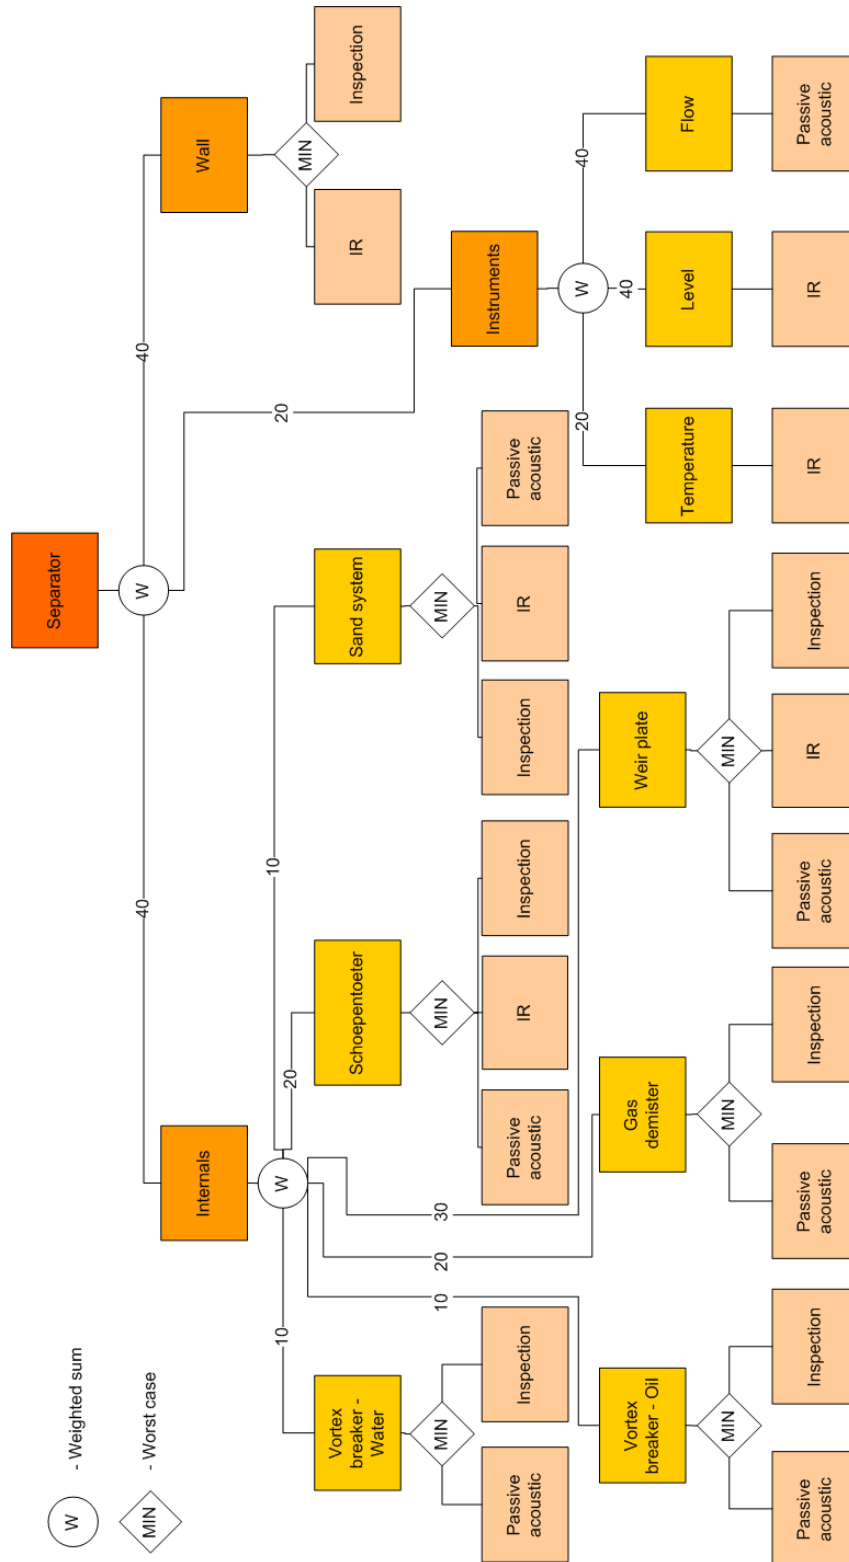 W
- Weighted sum
MIN
- Worst case
Separator
W
40
40
20
Internals
Wall
W
MIN
IR
Inspection
10
20
10
10
20
30
Vortex
breaker -
Water
MIN
Passive
acoustic
Inspection
Schoepentoeter
MIN
Passive
acoustic
IR
Inspection
Sand system
MIN
Inspection
IR
Passive
acoustic
Instruments
W
20
40
40
Vortex
breaker - Oil
MIN
Passive
acoustic
Inspection
Gas
demister
MIN
Passive
acoustic
Inspection
Weir plate
MIN
Passive
acoustic
IR
Inspection
Temperature
IR
Level
IR
Flow
Passive
acoustic